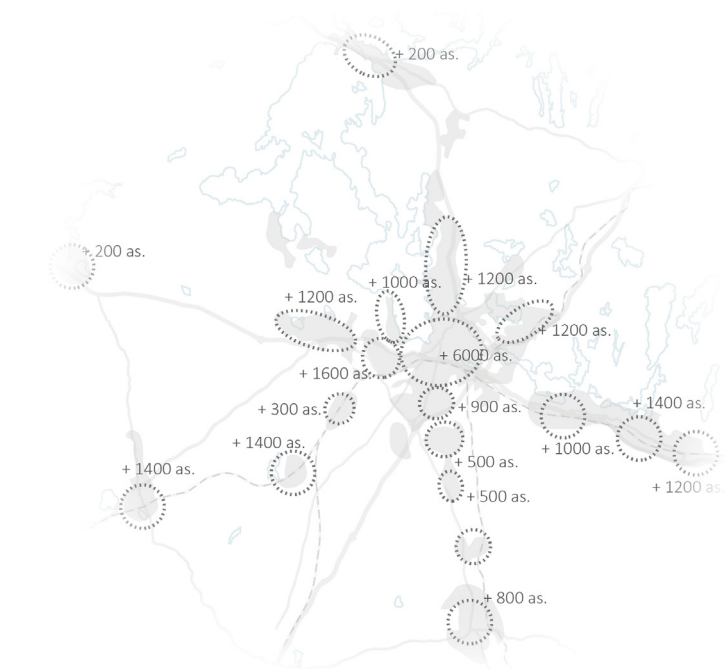 + 200 as.
+ 200 as.
+ 1000 as.
+ 1200 as.
+ 1200 as.
+ 1200 as.
+ 6000 as.
+ 1600 as.
+ 300 as.
+ 900 as.
+ 1400 as.
+ 1400 as.
+ 1000 as.
+ 500 as.
+ 1400 as.
+ 1200 as.
+ 500 as.
+ 800 as.